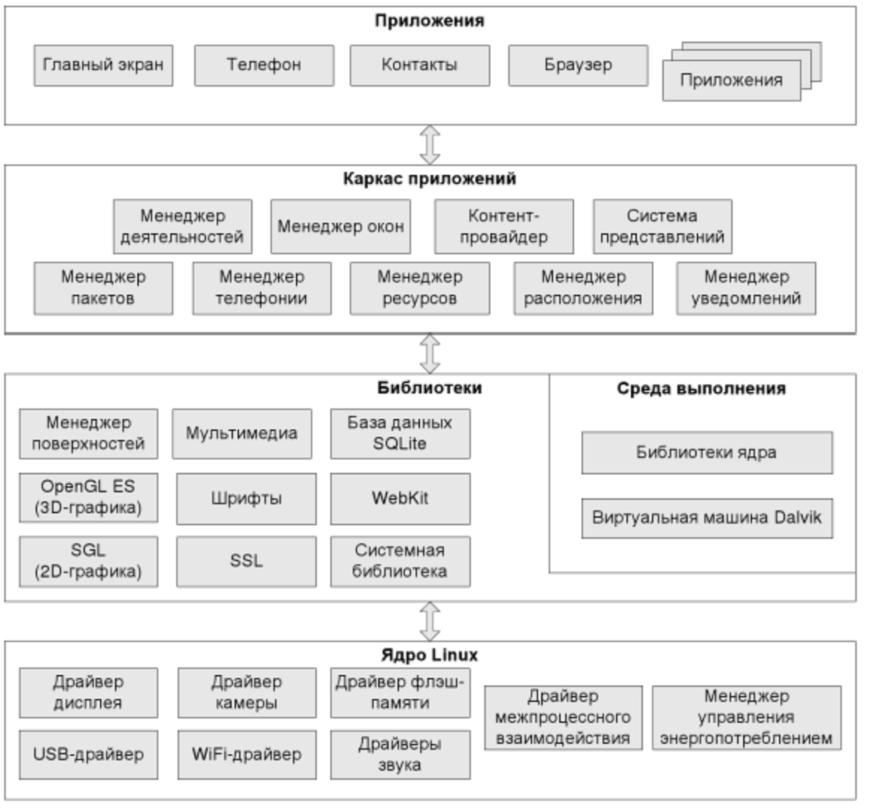 Приложения
Главный экран
Телефон
Контакты
Браузер
Приложения
Каркас приложений
Менеджер
деятельностей
Менеджер окон
Контент-
провайдер
Система
представлений
Менеджер
пакетов
Менеджер
телефонии
Менеджер
ресурсов
Менеджер
расположения
Менеджер
уведомлений
Библиотеки
Менеджер
поверхностей
Мультимедиа
База данных
SQLite
OpenGL ES
(3D-графика)
Шрифты
WebKit
SGL
(2D-графика)
SSL
Системная
библиотека
Среда выполнения
Библиотеки ядра
Виртуальная машина Dalvik
Ядро Linux
Драйвер
дисплея
Драйвер
камеры
Драйвер флэш-
памяти
Драйвер
межпроцессного
взаимодействия
Менеджер
управления
энергопотреблением
USB-драйвер
WiFi-драйвер
Драйверы
звука